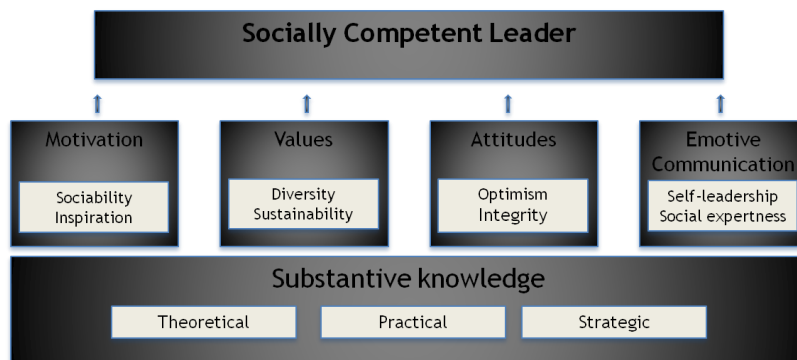 Socially Competent Leader
Motivation
Sociability
Inspiration
Values
Diversity
Sustainability
Attitudes
Optimism
Integrity
Emotive
Communication
Self-leadership
Social expertness
Substantive knowledge
Theoretical
Practical
Strategic